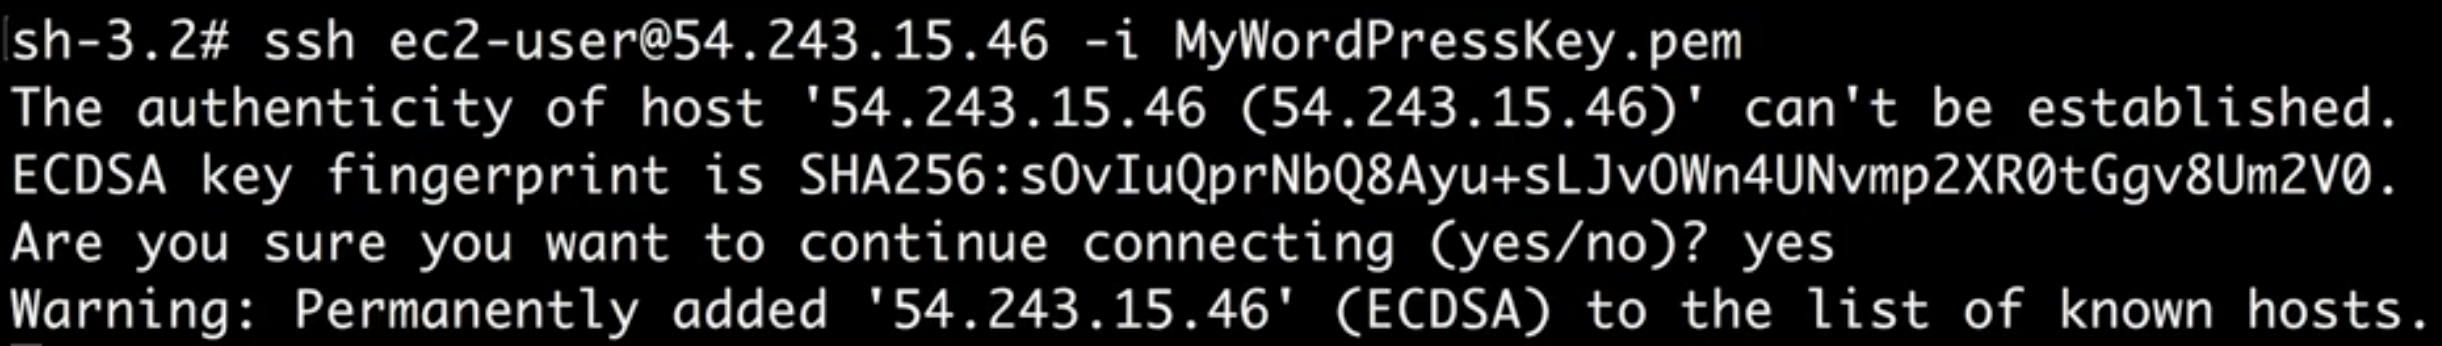 sh-3.2# ssh ec2-user@54.243.15.46 -i MyWordPressKey.pem
The authenticity of host '54.243.15.46 (54.243.15.46)' can't be established.
ECDSA key fingerprint is SHA256:sOvIuQprNbQ8Ayu+sLJvOWn4UNvmp2XR0tGgv8Um2V0.
Are you sure you want to continue connecting (yes/no)? yes
Warning: Permanently added '54.243.15.46' (ECDSA) to the list of known hosts.